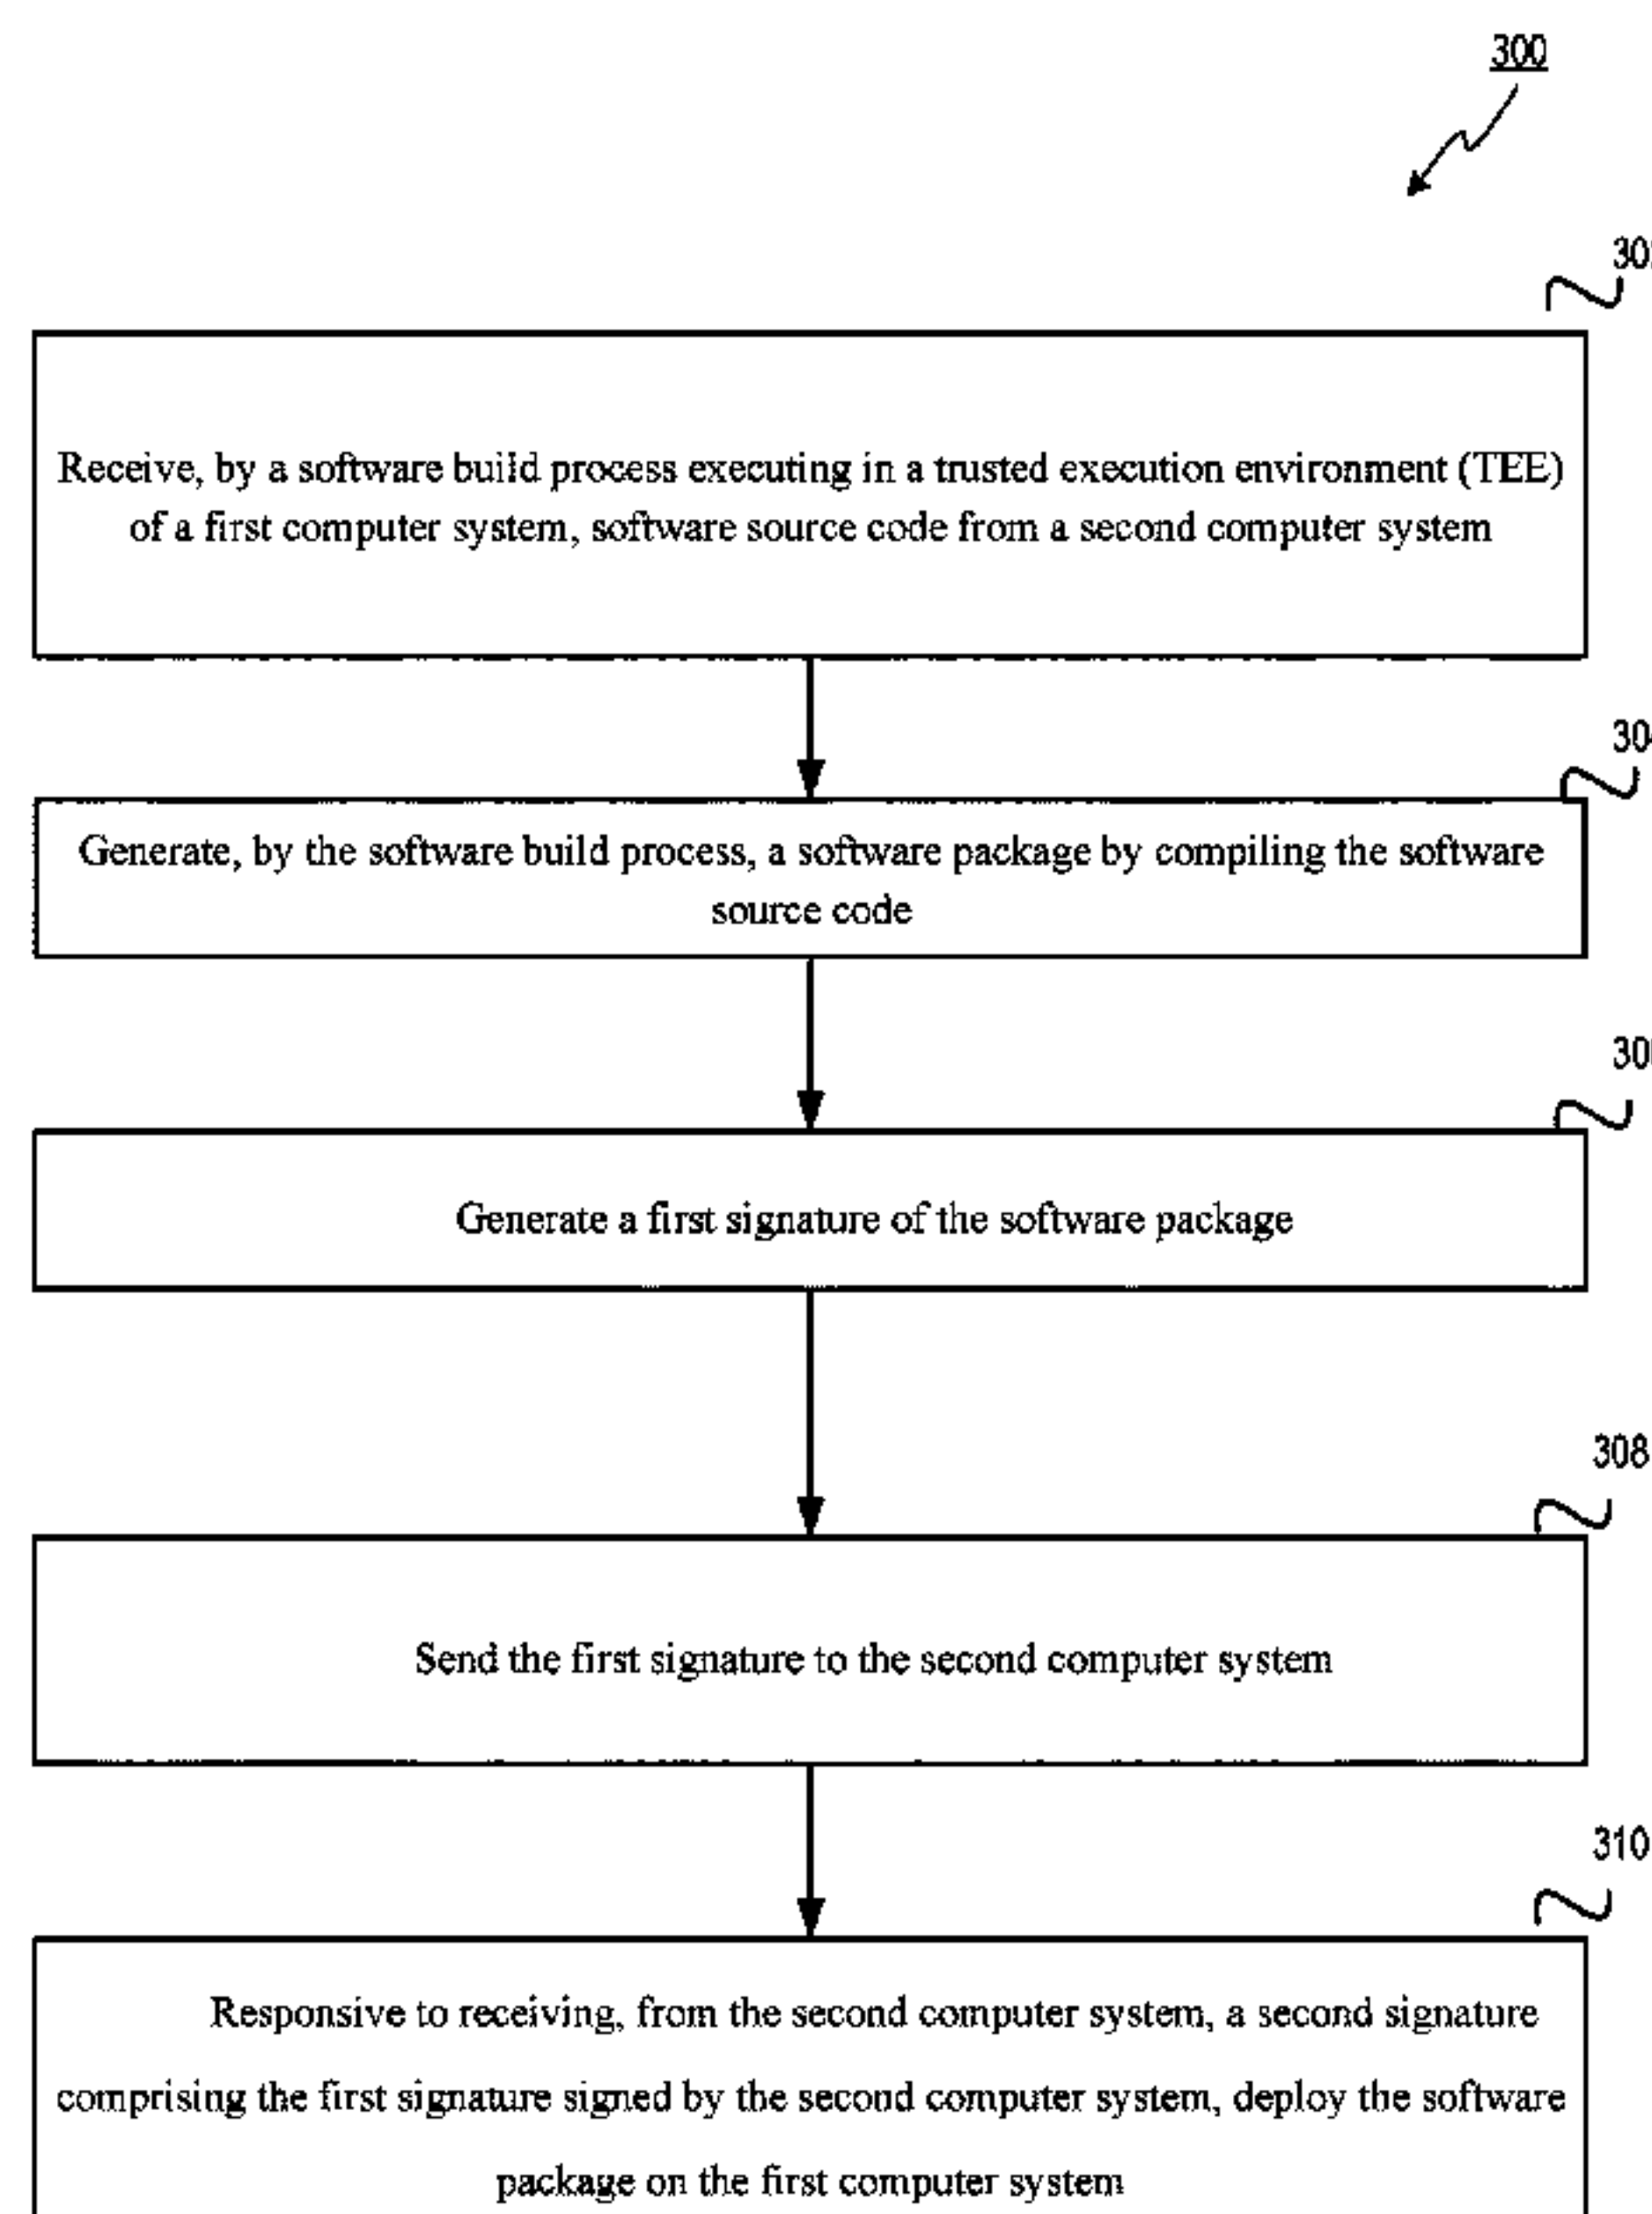 300
Receive, by a software build process executing in a trusted execution environment (TEE)
of a first computer system, software source code from a second computer system
Generate, by the software build process, a software package by compiling the software
source code
Generate a first signature of the software package
308
Send the first signature to the second computer system
310
Responsive to receiving, from the second computer system, a second signature
comprising the first signature signed by the second computer system, deploy the software
package on the first computer system